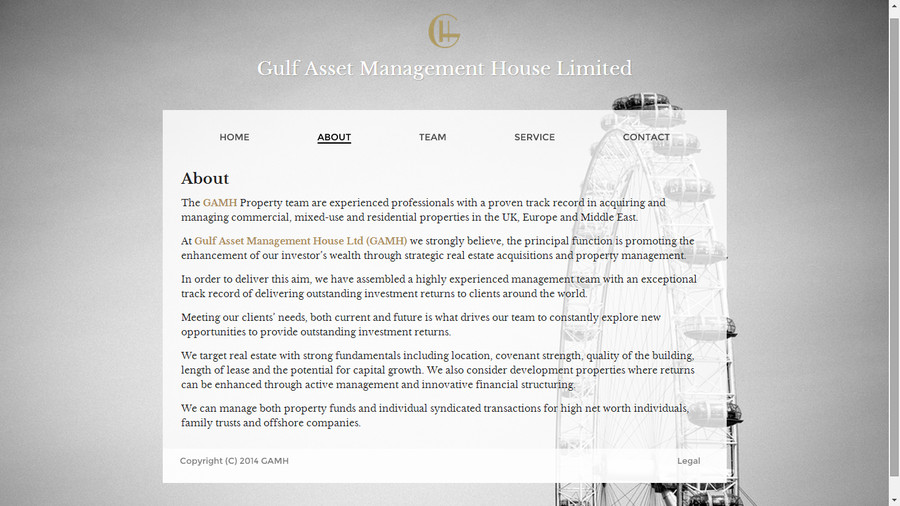 Gulf Asset Management House Limited
HOME ABOUT TEAM SERVICE CONTACT
About
The GAMH Property team are experienced professionals with a proven track record in acquiring and
managing commercial, mixed-use and residential properties in the UK, Europe and Middle East.
At Gulf Asset Management House Ltd (GAMH) we strongly believe, the principal function is promoting the
enhancement of our investor's wealth through strategic real estate acquisitions and property management.
In order to deliver this aim, we have assembled a highly experienced management team with an exceptional
track record of delivering outstanding investment returns to clients around the world.
Meeting our clients' needs, both current and future is what drives our team to constantly explore new
opportunities to provide outstanding investment returns.
We target real estate with strong fundamentals including location, covenant strength, quality of the building,
length of lease and the potential for capital growth. We also consider development properties where returns
can be enhanced through active management and innovative financial structuring.
We can manage both property funds and individual syndicated transactions for high net worth individuals,
family trusts and offshore companies.
Copyright (C) 2014 GAMH Legal